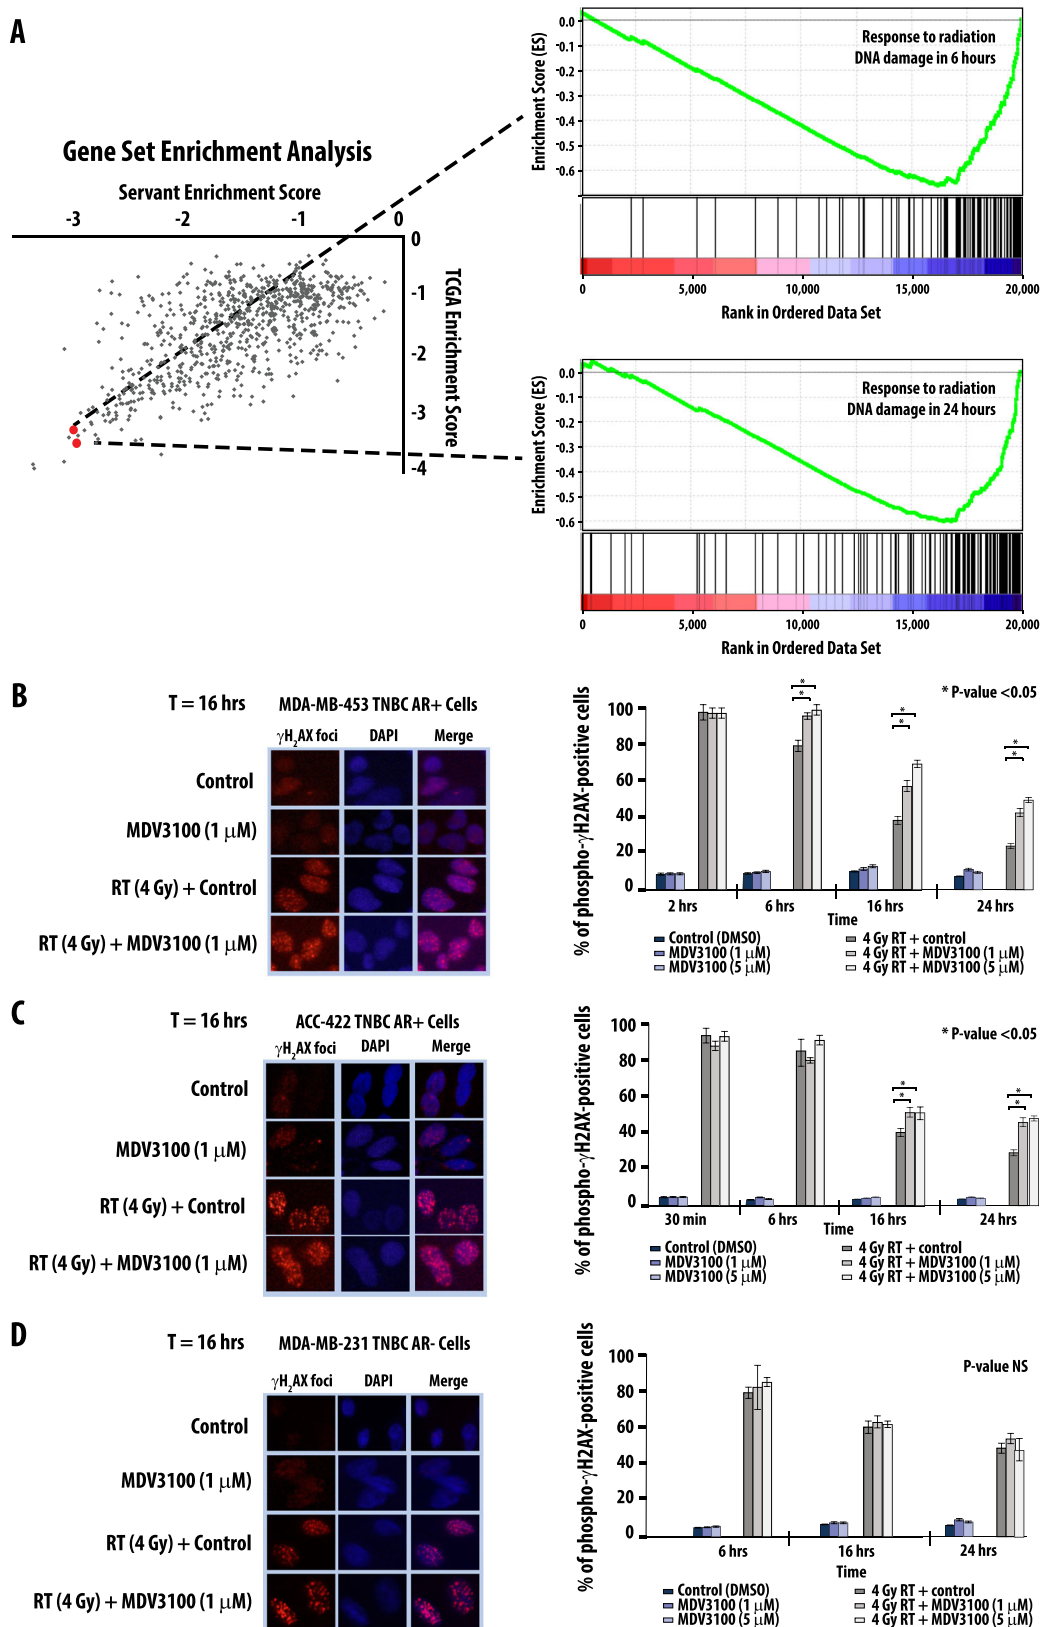 A
Gene Set Enrichment Analysis
Servant Enrichment Score
-3 -2 -1 0
0
-1
-2
-3
-4
TCGA Enrichment Score
Enrichment Score (ES)
0.0
-0.1
-0.2
-0.3
-0.4
-0.5
-0.6
Response to radiation
DNA damage in 6 hours
0 5,000 10,000 15,000 20,000
Rank in Ordered Data Set
Enrichment Score (ES)
0.0
-0.1
-0.2
-0.3
-0.4
-0.5
-0.6
Response to radiation
DNA damage in 24 hours
0 5,000 10,000 15,000 20,000
Rank in Ordered Data Set
B
T = 16 hrs MDA-MB-453 TNBC AR+ Cells
γH2AX foci DAPI Merge
Control
MDV3100 (1 μM)
RT (4 Gy) + Control
RT (4 Gy) + MDV3100 (1 μM)
% of phospho-γH2AX-positive cells
100
80
60
40
20
0
* P-value <0.05
* * * * * *
2 hrs 6 hrs 16 hrs 24 hrs
Time
Control (DMSO) 4 Gy RT + control
MDV3100 (1 μM) 4 Gy RT + MDV3100 (1 μM)
MDV3100 (5 μM) 4 Gy RT + MDV3100 (5 μM)
C
T = 16 hrs ACC-422 TNBC AR+ Cells
γH2AX foci DAPI Merge
Control
MDV3100 (1 μM)
RT (4 Gy) + Control
RT (4 Gy) + MDV3100 (1 μM)
% of phospho-γH2AX-positive cells
100
80
60
40
20
0
* P-value <0.05
* * * *
30 min 6 hrs 16 hrs 24 hrs
Time
Control (DMSO) 4 Gy RT + control
MDV3100 (1 μM) 4 Gy RT + MDV3100 (1 μM)
MDV3100 (5 μM) 4 Gy RT + MDV3100 (5 μM)
D
T = 16 hrs MDA-MB-231 TNBC AR- Cells
γH2AX foci DAPI Merge
Control
MDV3100 (1 μM)
RT (4 Gy) + Control
RT (4 Gy) + MDV3100 (1 μM)
% of phospho-γH2AX-positive cells
100
80
60
40
20
0
P-value NS
6 hrs 16 hrs 24 hrs
Time
Control (DMSO) 4 Gy RT + control
MDV3100 (1 μM) 4 Gy RT + MDV3100 (1 μM)
MDV3100 (5 μM) 4 Gy RT + MDV3100 (5 μM)